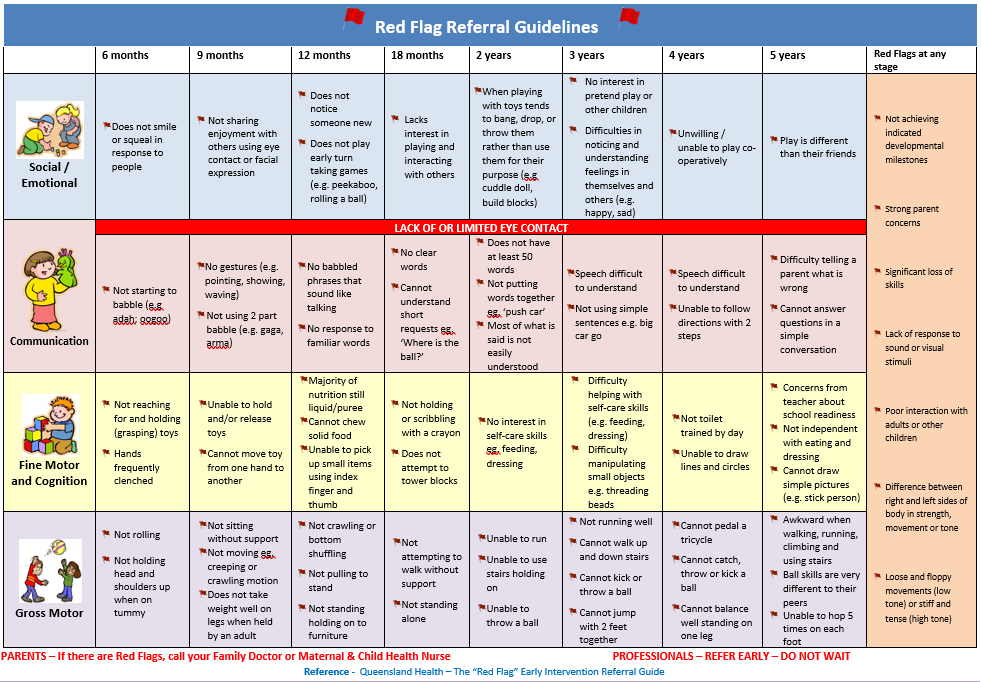 Red Flag Referral Guidelines
6 months
9 months
12 months
18 months
2 years
3 years
4 years
5 years
Red Flags at any
stage
Social /
Emotional
Does not smile
or squeal in
response to
people
Not sharing
enjoyment with
others using eye
contact or facial
expression
Does not
notice
someone new
Does not play
early turn
taking games
(e.g. peekaboo,
rolling a ball)
Lacks
interest in
playing and
interacting
with others
When playing
with toys tends
to bang, drop, or
throw them
rather than use
them for their
purpose (e.g.
cuddle doll,
build blocks)
No interest in
pretend play or
other children
Difficulties in
noticing and
understanding
feelings in
themselves and
others (e.g.
happy, sad)
Unwilling /
unable to play co-
operatively
Play is different
than their friends
LACK OF OR LIMITED EYE CONTACT
Communication
Not starting to
babble (e.g.
adah; oogoo)
No gestures (e.g.
pointing, showing,
waving)
Not using 2 part
babble (e.g. gaga,
arma)
No babbled
phrases that
sound like
talking
No response to
familiar words
No clear
words
Cannot
understand
short
requests eg.
‘Where is the
ball?’
Does not have
at least 50
words
Not putting
words together
eg. ‘push car’
Most of what is
said is not
easily
understood
Speech difficult
to understand
Not using simple
sentences e.g. big
car go
Speech difficult
to understand
Unable to follow
directions with 2
steps
Difficulty telling a
parent what is
wrong
Cannot answer
questions in a
simple
conversation
Fine Motor
and Cognition
Not reaching
for and holding
(grasping) toys
Hands
frequently
clenched
Unable to hold
and/or release
toys
Cannot move toy
from one hand to
another
Majority of
nutrition still
liquid/puree
Cannot chew
solid food
Unable to pick
up small items
using index
finger and
thumb
Not holding
or scribbling
with a crayon
Does not
attempt to
tower blocks
No interest in
self-care skills
eg. feeding,
dressing
Difficulty
helping with
self-care skills
(e.g. feeding,
dressing)
Difficulty
manipulating
small objects
e.g. threading
beads
Not toilet
trained by day
Unable to draw
lines and circles
Concerns from
teacher about
school readiness
Not independent
with eating and
dressing
Cannot draw
simple pictures
(e.g. stick person)
Gross Motor
Not rolling
Not holding
head and
shoulders up
when on
tummy
Not sitting
without support
Not moving eg.
creeping or
crawling motion
Does not take
weight well on
legs when held
by an adult
Not crawling or
bottom
shuffling
Not pulling to
stand
Not standing
holding on to
furniture
Not
attempting to
walk without
support
Not standing
alone
Unable to run
Unable to use
stairs holding
on
Unable to
throw a ball
Not running well
Cannot walk up
and down stairs
Cannot kick or
throw a ball
Cannot jump
with 2 feet
together
Cannot pedal a
tricycle
Cannot catch,
throw or kick a
ball
Cannot balance
well standing on
one leg
Awkward when
walking, running,
climbing and
using stairs
Ball skills are very
different to their
peers
Unable to hop 5
times on each
foot
Not achieving
indicated
developmental
milestones
Strong parent
concerns
Significant loss of
skills
Lack of response to
sound or visual
stimuli
Poor interaction with
adults or other
children
Difference between
right and left sides of
body in strength,
movement or tone
Loose and floppy
movements (low
tone) or stiff and
tense (high tone)
PARENTS – If there are Red Flags, call your Family Doctor or Maternal & Child Health Nurse
PROFESSIONALS – REFER EARLY – DO NOT WAIT
Reference - Queensland Health – The “Red Flag” Early Intervention Referral Guide